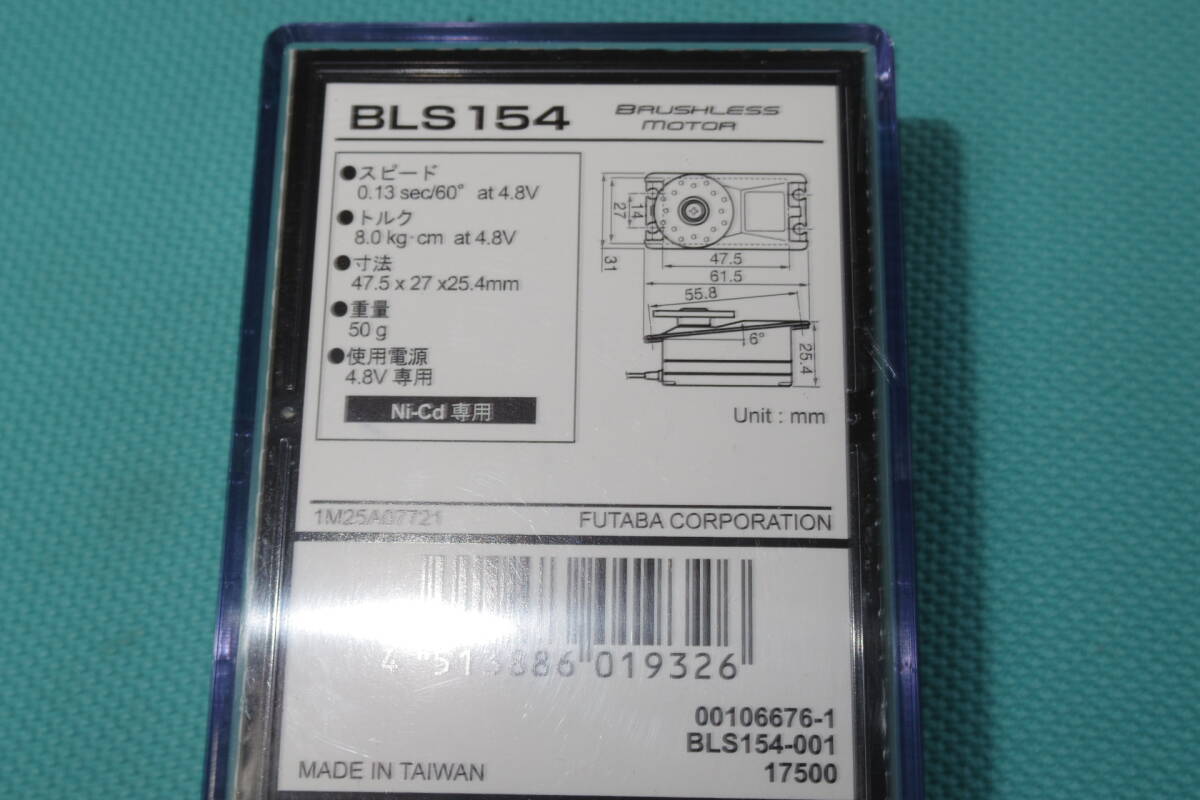 BLS154
BRUSHLESS
MOTOR
●スピード
0.13 sec/60° at 4.8V
●トルク
8.0 kg･cm at 4.8V
●寸法
47.5 x 27 x25.4mm
●重量
50 g
●使用電源
4.8V 専用
Ni-Cd 専用
14
27
31
47.5
61.5
55.8
6°
25.4
Unit : mm
1M25A07721
FUTABA CORPORATION
4 513886 019326
00106676-1
BLS154-001
MADE IN TAIWAN
17500